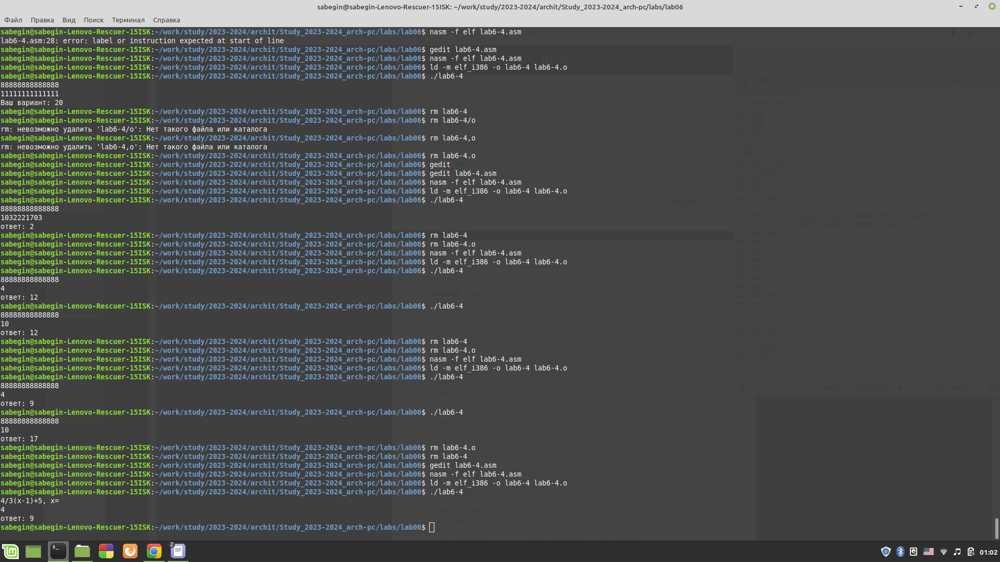 sabegin@sabegin-Lenovo-Rescuer-15ISK: ~/work/study/2023-2024/archit/Study_2023-2024_arch-pc/labs/lab06
Файл Правка Вид Поиск Терминал Справка
sabegin@sabegin-Lenovo-Rescuer-15ISK:~/work/study/2023-2024/archit/Study_2023-2024_arch-pc/labs/lab06$ nasm -f elf lab6-4.asm
lab6-4.asm:28: error: label or instruction expected at start of line
sabegin@sabegin-Lenovo-Rescuer-15ISK:~/work/study/2023-2024/archit/Study_2023-2024_arch-pc/labs/lab06$ gedit lab6-4.asm
sabegin@sabegin-Lenovo-Rescuer-15ISK:~/work/study/2023-2024/archit/Study_2023-2024_arch-pc/labs/lab06$ nasm -f elf lab6-4.asm
sabegin@sabegin-Lenovo-Rescuer-15ISK:~/work/study/2023-2024/archit/Study_2023-2024_arch-pc/labs/lab06$ ld -m elf_i386 -o lab6-4 lab6-4.o
sabegin@sabegin-Lenovo-Rescuer-15ISK:~/work/study/2023-2024/archit/Study_2023-2024_arch-pc/labs/lab06$ ./lab6-4
88888888888888
11111111111111
Ваш вариант: 20
sabegin@sabegin-Lenovo-Rescuer-15ISK:~/work/study/2023-2024/archit/Study_2023-2024_arch-pc/labs/lab06$ rm lab6-4
sabegin@sabegin-Lenovo-Rescuer-15ISK:~/work/study/2023-2024/archit/Study_2023-2024_arch-pc/labs/lab06$ rm lab6-4/o
rm: невозможно удалить 'lab6-4/o': Нет такого файла или каталога
sabegin@sabegin-Lenovo-Rescuer-15ISK:~/work/study/2023-2024/archit/Study_2023-2024_arch-pc/labs/lab06$ rm lab6-4,o
rm: невозможно удалить 'lab6-4,o': Нет такого файла или каталога
sabegin@sabegin-Lenovo-Rescuer-15ISK:~/work/study/2023-2024/archit/Study_2023-2024_arch-pc/labs/lab06$ rm lab6-4.o
sabegin@sabegin-Lenovo-Rescuer-15ISK:~/work/study/2023-2024/archit/Study_2023-2024_arch-pc/labs/lab06$ gedit
sabegin@sabegin-Lenovo-Rescuer-15ISK:~/work/study/2023-2024/archit/Study_2023-2024_arch-pc/labs/lab06$ gedit lab6-4.asm
sabegin@sabegin-Lenovo-Rescuer-15ISK:~/work/study/2023-2024/archit/Study_2023-2024_arch-pc/labs/lab06$ nasm -f elf lab6-4.asm
sabegin@sabegin-Lenovo-Rescuer-15ISK:~/work/study/2023-2024/archit/Study_2023-2024_arch-pc/labs/lab06$ ld -m elf_i386 -o lab6-4 lab6-4.o
sabegin@sabegin-Lenovo-Rescuer-15ISK:~/work/study/2023-2024/archit/Study_2023-2024_arch-pc/labs/lab06$ ./lab6-4
88888888888888
1032221703
ответ: 2
sabegin@sabegin-Lenovo-Rescuer-15ISK:~/work/study/2023-2024/archit/Study_2023-2024_arch-pc/labs/lab06$ rm lab6-4
sabegin@sabegin-Lenovo-Rescuer-15ISK:~/work/study/2023-2024/archit/Study_2023-2024_arch-pc/labs/lab06$ rm lab6-4.o
sabegin@sabegin-Lenovo-Rescuer-15ISK:~/work/study/2023-2024/archit/Study_2023-2024_arch-pc/labs/lab06$ nasm -f elf lab6-4.asm
sabegin@sabegin-Lenovo-Rescuer-15ISK:~/work/study/2023-2024/archit/Study_2023-2024_arch-pc/labs/lab06$ ld -m elf_i386 -o lab6-4 lab6-4.o
sabegin@sabegin-Lenovo-Rescuer-15ISK:~/work/study/2023-2024/archit/Study_2023-2024_arch-pc/labs/lab06$ ./lab6-4
88888888888888
4
ответ: 12
sabegin@sabegin-Lenovo-Rescuer-15ISK:~/work/study/2023-2024/archit/Study_2023-2024_arch-pc/labs/lab06$ ./lab6-4
88888888888888
10
ответ: 12
sabegin@sabegin-Lenovo-Rescuer-15ISK:~/work/study/2023-2024/archit/Study_2023-2024_arch-pc/labs/lab06$ rm lab6-4
sabegin@sabegin-Lenovo-Rescuer-15ISK:~/work/study/2023-2024/archit/Study_2023-2024_arch-pc/labs/lab06$ rm lab6-4.o
sabegin@sabegin-Lenovo-Rescuer-15ISK:~/work/study/2023-2024/archit/Study_2023-2024_arch-pc/labs/lab06$ nasm -f elf lab6-4.asm
sabegin@sabegin-Lenovo-Rescuer-15ISK:~/work/study/2023-2024/archit/Study_2023-2024_arch-pc/labs/lab06$ ld -m elf_i386 -o lab6-4 lab6-4.o
sabegin@sabegin-Lenovo-Rescuer-15ISK:~/work/study/2023-2024/archit/Study_2023-2024_arch-pc/labs/lab06$ ./lab6-4
88888888888888
4
ответ: 9
sabegin@sabegin-Lenovo-Rescuer-15ISK:~/work/study/2023-2024/archit/Study_2023-2024_arch-pc/labs/lab06$ ./lab6-4
88888888888888
10
ответ: 17
sabegin@sabegin-Lenovo-Rescuer-15ISK:~/work/study/2023-2024/archit/Study_2023-2024_arch-pc/labs/lab06$ rm lab6-4.o
sabegin@sabegin-Lenovo-Rescuer-15ISK:~/work/study/2023-2024/archit/Study_2023-2024_arch-pc/labs/lab06$ rm lab6-4
sabegin@sabegin-Lenovo-Rescuer-15ISK:~/work/study/2023-2024/archit/Study_2023-2024_arch-pc/labs/lab06$ gedit lab6-4.asm
sabegin@sabegin-Lenovo-Rescuer-15ISK:~/work/study/2023-2024/archit/Study_2023-2024_arch-pc/labs/lab06$ nasm -f elf lab6-4.asm
sabegin@sabegin-Lenovo-Rescuer-15ISK:~/work/study/2023-2024/archit/Study_2023-2024_arch-pc/labs/lab06$ ld -m elf_i386 -o lab6-4 lab6-4.o
sabegin@sabegin-Lenovo-Rescuer-15ISK:~/work/study/2023-2024/archit/Study_2023-2024_arch-pc/labs/lab06$ ./lab6-4
4/3(x-1)+5, x=
4
ответ: 9
sabegin@sabegin-Lenovo-Rescuer-15ISK:~/work/study/2023-2024/archit/Study_2023-2024_arch-pc/labs/lab06$
2
01:02